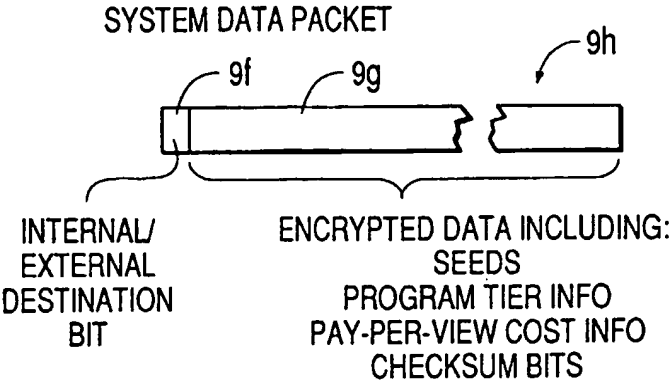 SYSTEM DATA PACKET
9f
9g
9h
INTERNAL/
EXTERNAL
DESTINATION
BIT
ENCRYPTED DATA INCLUDING:
SEEDS
PROGRAM TIER INFO
PAY-PER-VIEW COST INFO
CHECKSUM BITS